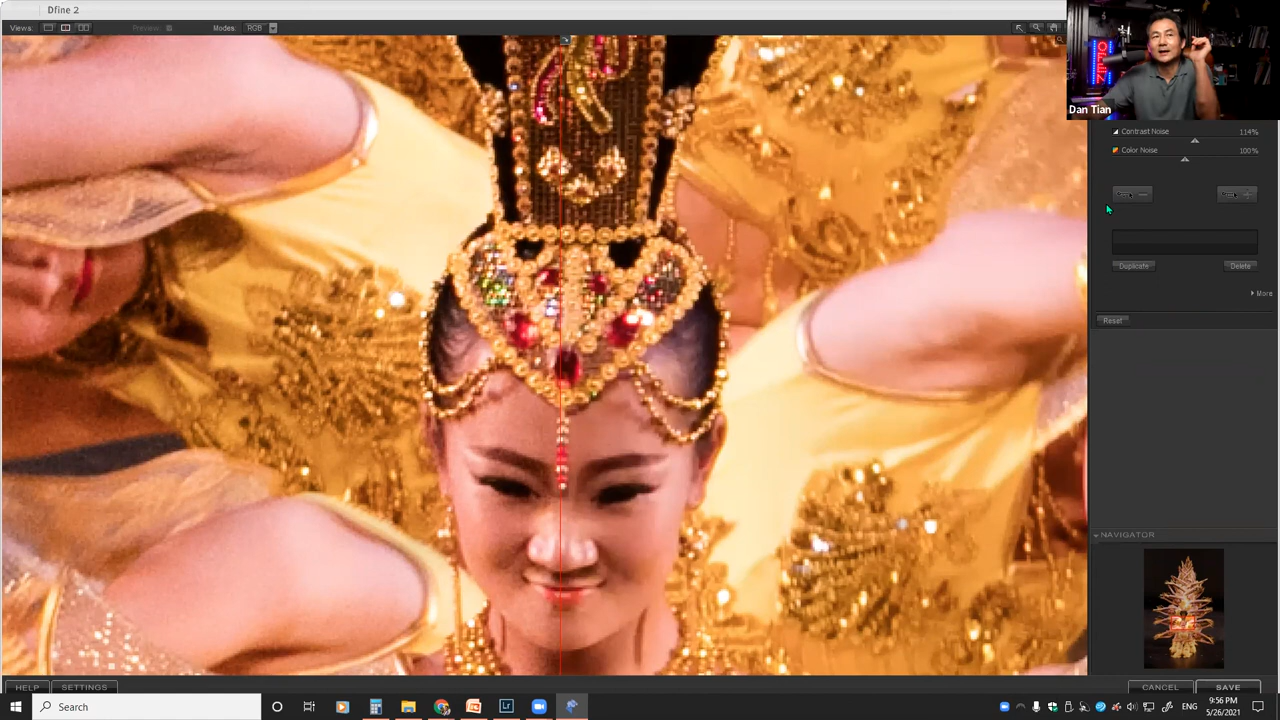 Dfine 2
Views:
Preview
Modes: RGB
Dan Tian
Contrast Noise 114%
Color Noise 100%
Duplicate Delete
More
Reset
NAVIGATOR
HELP SETTINGS CANCEL SAVE
Search
ENG 9:56 PM
5/26/2021